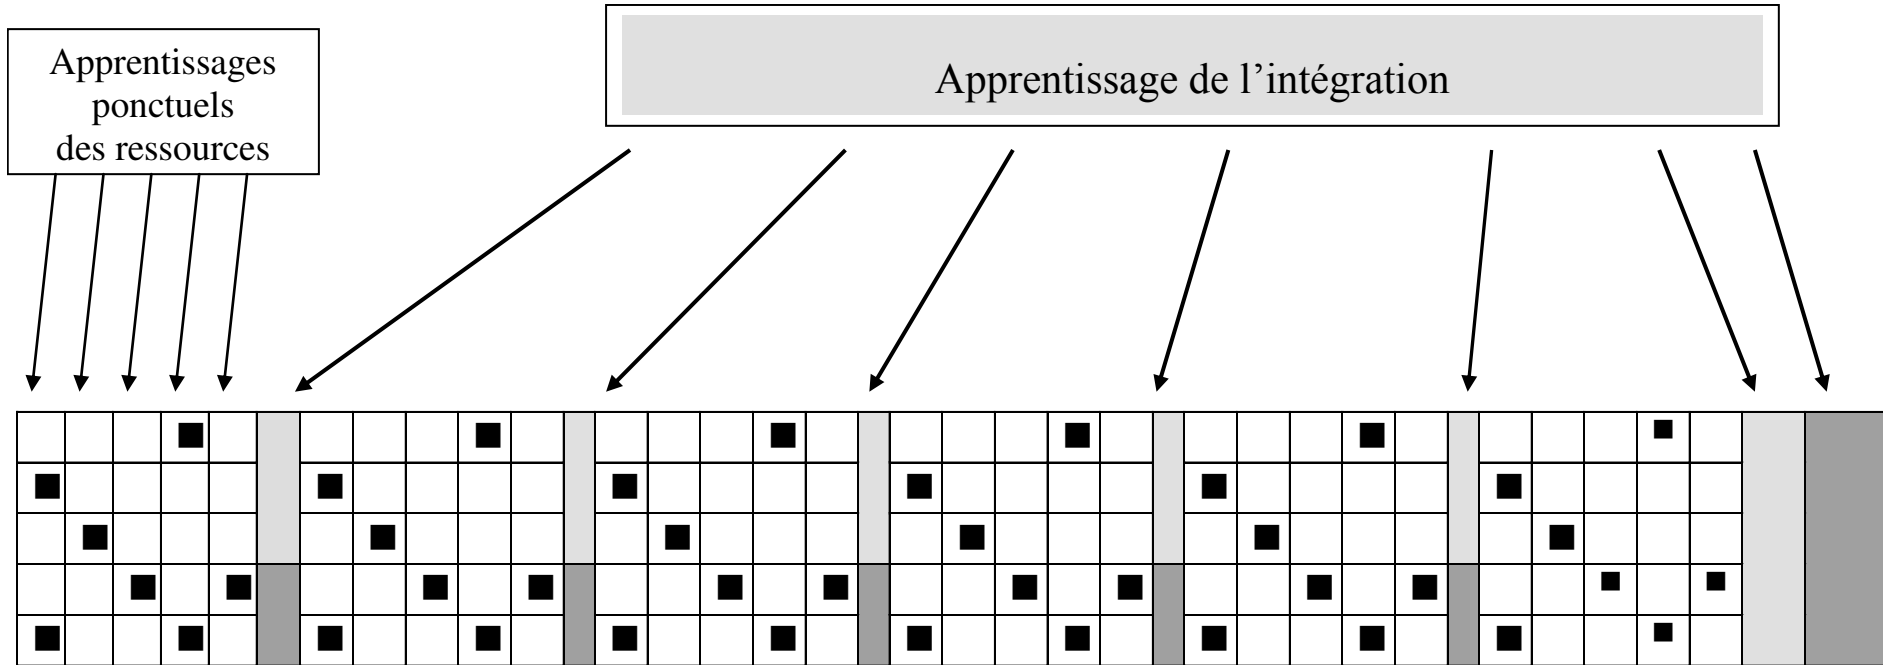 Apprentissages
ponctuels
des ressources
Apprentissage de l’intégration